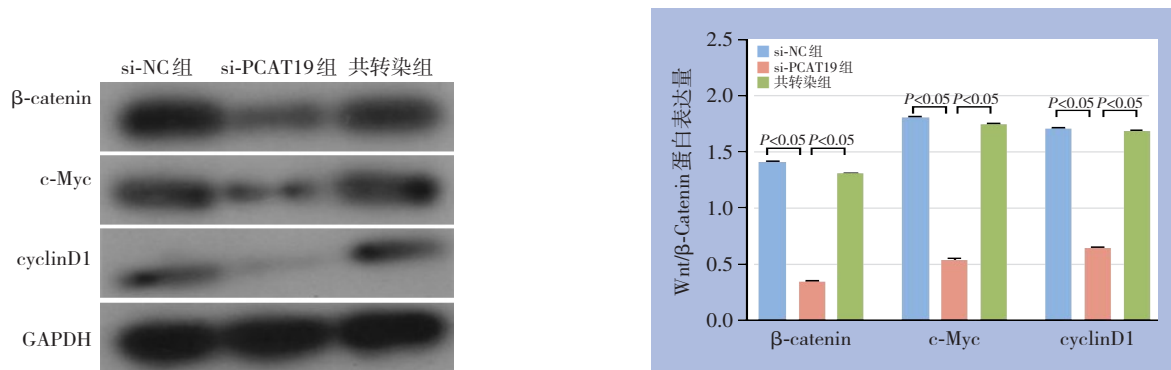 si-NC组 si-PCAT19组 共转染组
β-catenin
c-Myc
cyclinD1
GAPDH
Wnt/β-Catenin蛋白表达量
2.5
2.0
1.5
1.0
0.5
0.0
si-NC组
si-PCAT19组
共转染组
P<0.05 P<0.05
P<0.05 P<0.05
P<0.05 P<0.05
β-catenin c-Myc cyclinD1